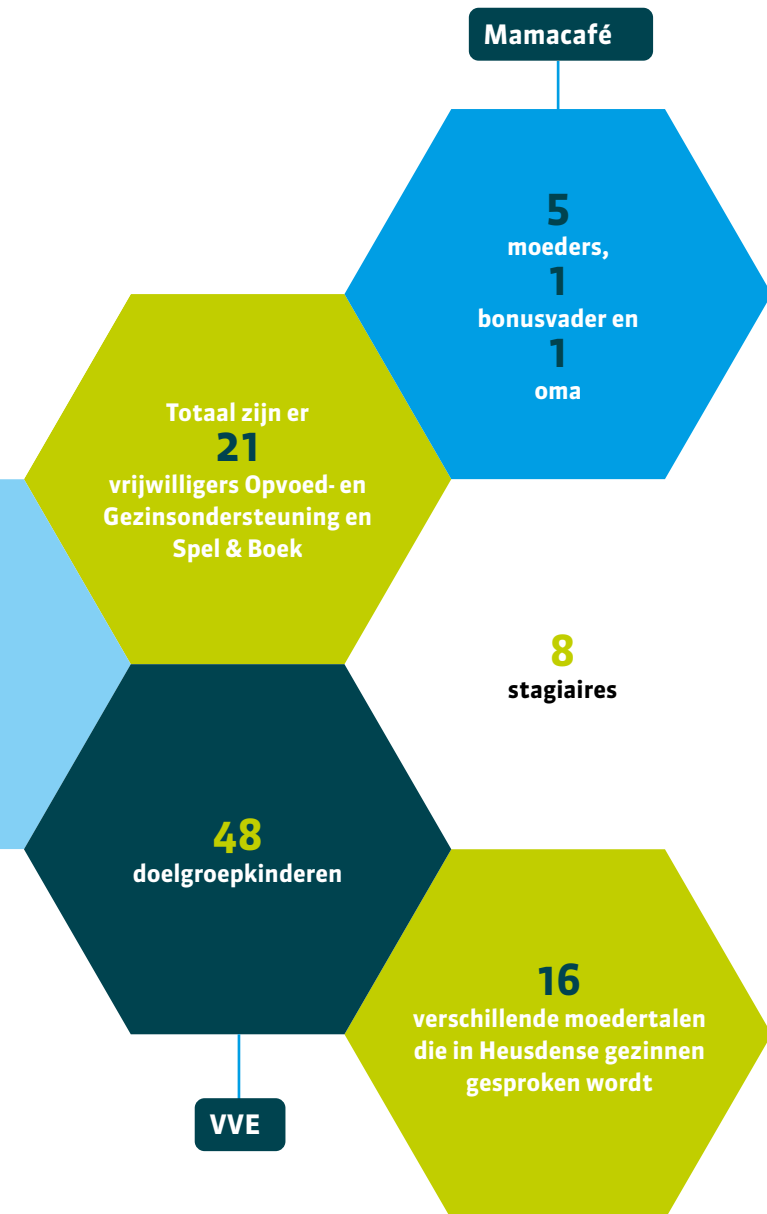 Mamacafé
5
moeders,
1
bonusvader en
1
oma
Totaal zijn er
21
vrijwilligers Opvoed- en
Gezinsondersteuning en
Spel & Boek
8
stagiaires
48
doelgroepkinderen
VVE
16
verschillende moedertalen
die in Heusdense gezinnen
gesproken wordt